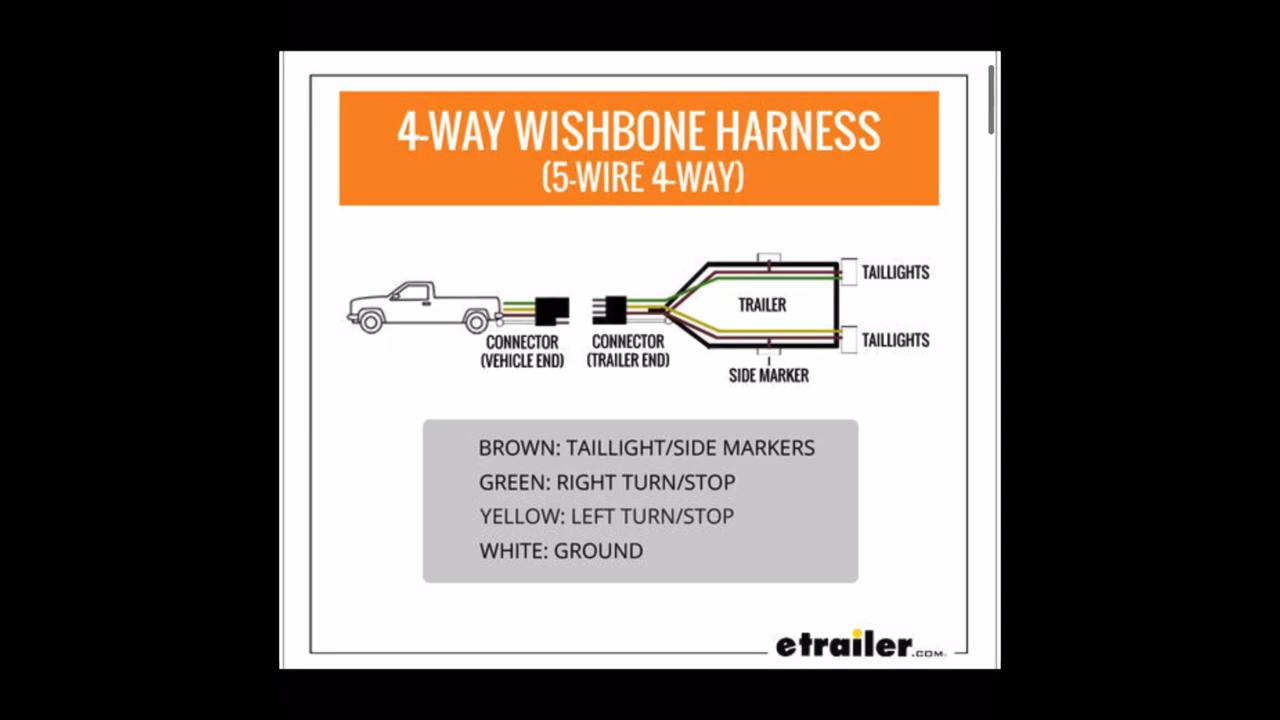 4-WAY WISHBONE HARNESS
(5-WIRE 4-WAY)
TAILLIGHTS
TRAILER
CONNECTOR
(VEHICLE END)
CONNECTOR
(TRAILER END)
TAILLIGHTS
SIDE MARKER
BROWN: TAILLIGHT/SIDE MARKERS
GREEN: RIGHT TURN/STOP
YELLOW: LEFT TURN/STOP
WHITE: GROUND
etrailer.COM